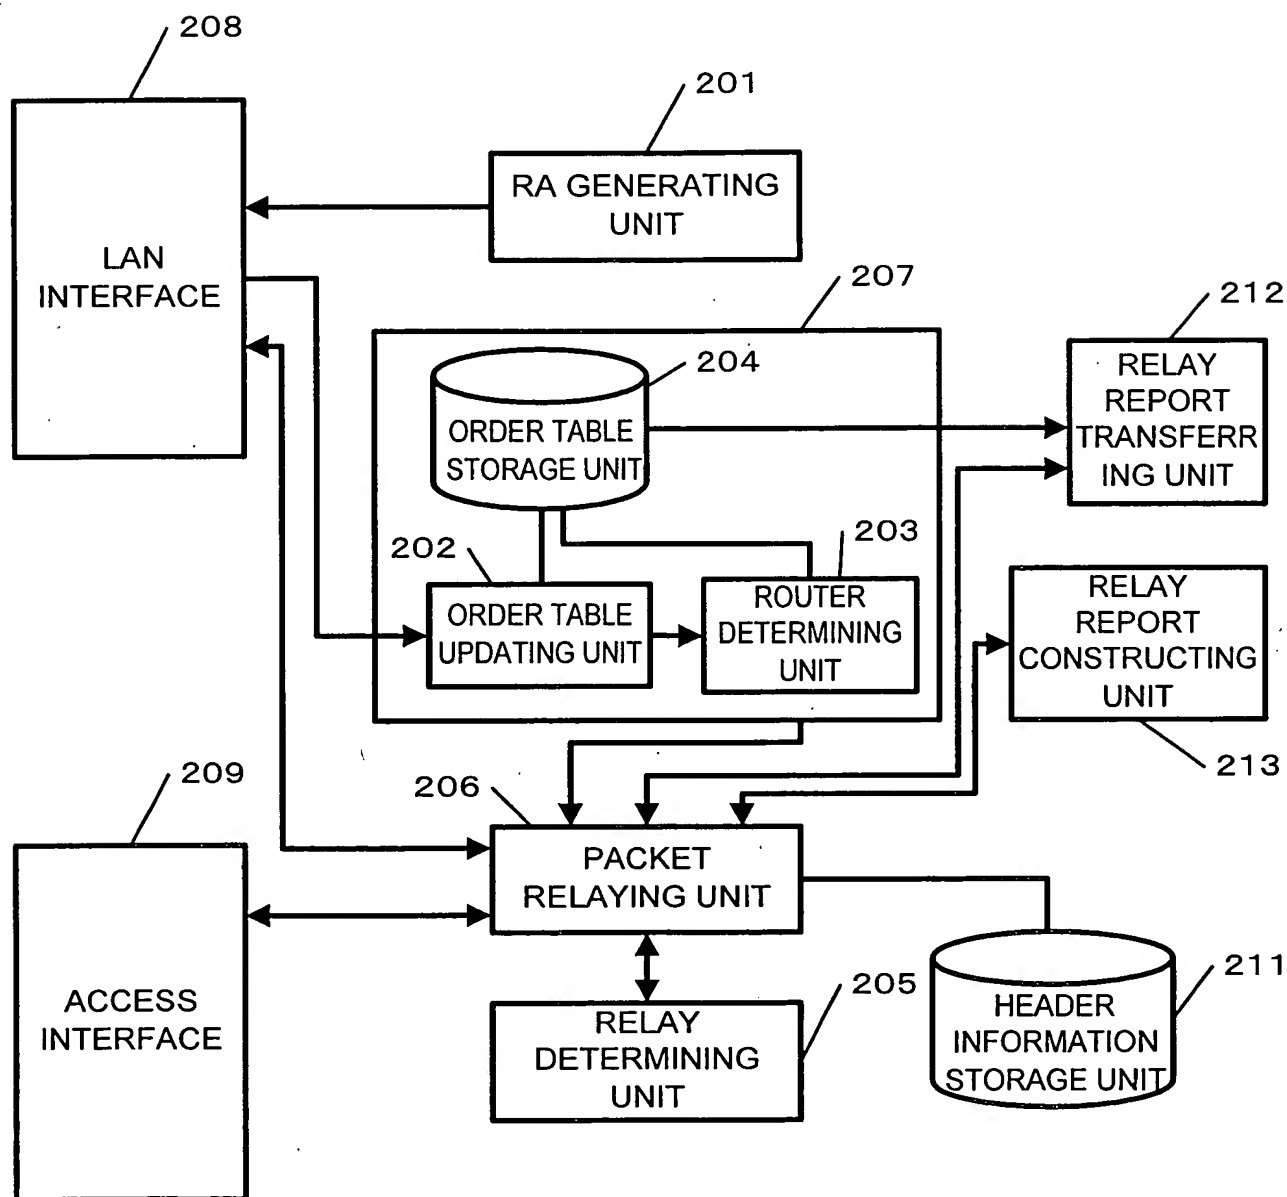 208
201
RA GENERATING
UNIT
LAN
INTERFACE
207
212
204
RELAY
REPORT
TRANSFERR
ING UNIT
ORDER TABLE
STORAGE UNIT
202
203
ORDER TABLE
UPDATING UNIT
ROUTER
DETERMINING
UNIT
RELAY
REPORT
CONSTRUCTING
UNIT
213
209
206
PACKET
RELAYING UNIT
ACCESS
INTERFACE
205
RELAY
DETERMINING
UNIT
211
HEADER
INFORMATION
STORAGE UNIT